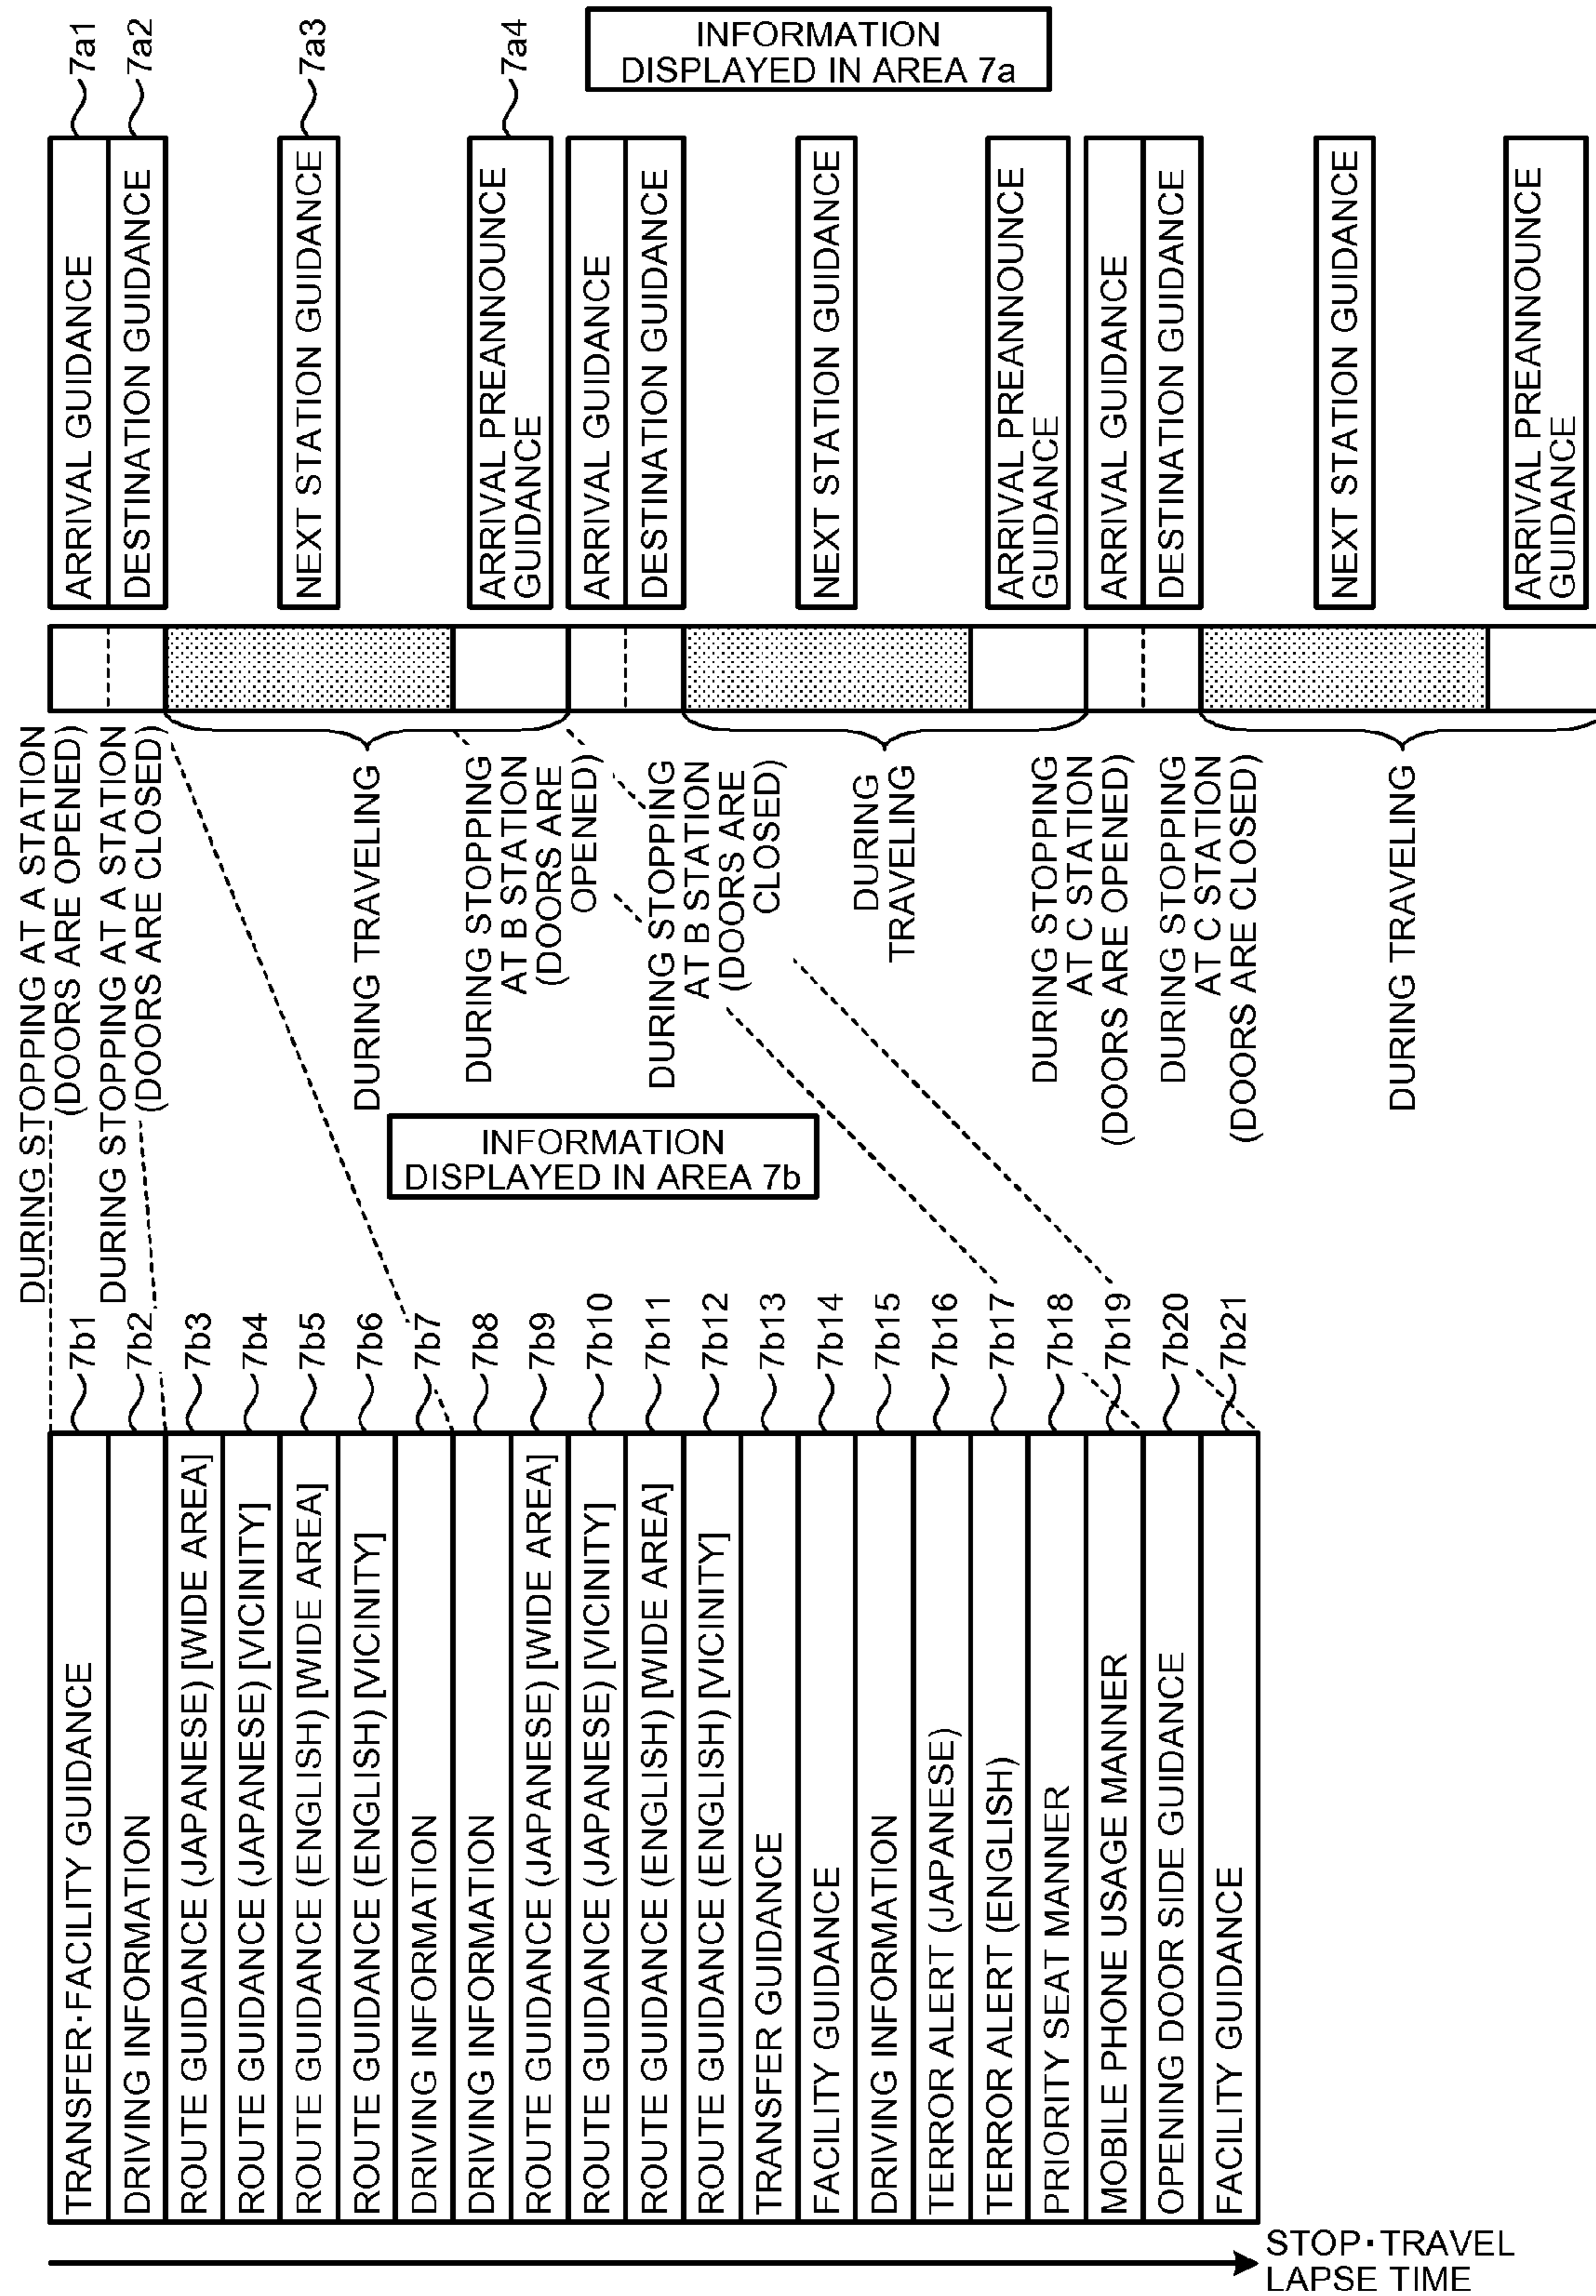 INFORMATION
DISPLAYED IN AREA 7a
7a1
7a2
7a3
7a4
ARRIVAL GUIDANCE
DESTINATION GUIDANCE
NEXT STATION GUIDANCE
ARRIVAL PREANNOUNCE
GUIDANCE
ARRIVAL GUIDANCE
DESTINATION GUIDANCE
NEXT STATION GUIDANCE
ARRIVAL PREANNOUNCE
GUIDANCE
ARRIVAL GUIDANCE
DESTINATION GUIDANCE
NEXT STATION GUIDANCE
ARRIVAL PREANNOUNCE
GUIDANCE
DURING STOPPING AT A STATION
(DOORS ARE OPENED)
DURING STOPPING AT A STATION
(DOORS ARE CLOSED)
DURING TRAVELING
DURING STOPPING
AT B STATION
(DOORS ARE
OPENED)
DURING STOPPING
AT B STATION
(DOORS ARE
CLOSED)
DURING
TRAVELING
DURING STOPPING
AT C STATION
(DOORS ARE OPENED)
DURING STOPPING
AT C STATION
(DOORS ARE CLOSED)
DURING TRAVELING
INFORMATION
DISPLAYED IN AREA 7b
7b1
7b2
7b3
7b4
7b5
7b6
7b7
7b8
7b9
7b10
7b11
7b12
7b13
7b14
7b15
7b16
7b17
7b18
7b19
7b20
7b21
TRANSFER·FACILITY GUIDANCE
DRIVING INFORMATION
ROUTE GUIDANCE (JAPANESE) [WIDE AREA]
ROUTE GUIDANCE (JAPANESE) [VICINITY]
ROUTE GUIDANCE (ENGLISH) [WIDE AREA]
ROUTE GUIDANCE (ENGLISH) [VICINITY]
DRIVING INFORMATION
DRIVING INFORMATION
ROUTE GUIDANCE (JAPANESE) [WIDE AREA]
ROUTE GUIDANCE (JAPANESE) [VICINITY]
ROUTE GUIDANCE (ENGLISH) [WIDE AREA]
ROUTE GUIDANCE (ENGLISH) [VICINITY]
TRANSFER GUIDANCE
FACILITY GUIDANCE
DRIVING INFORMATION
TERROR ALERT (JAPANESE)
TERROR ALERT (ENGLISH)
PRIORITY SEAT MANNER
MOBILE PHONE USAGE MANNER
OPENING DOOR SIDE GUIDANCE
FACILITY GUIDANCE
STOP·TRAVEL
LAPSE TIME